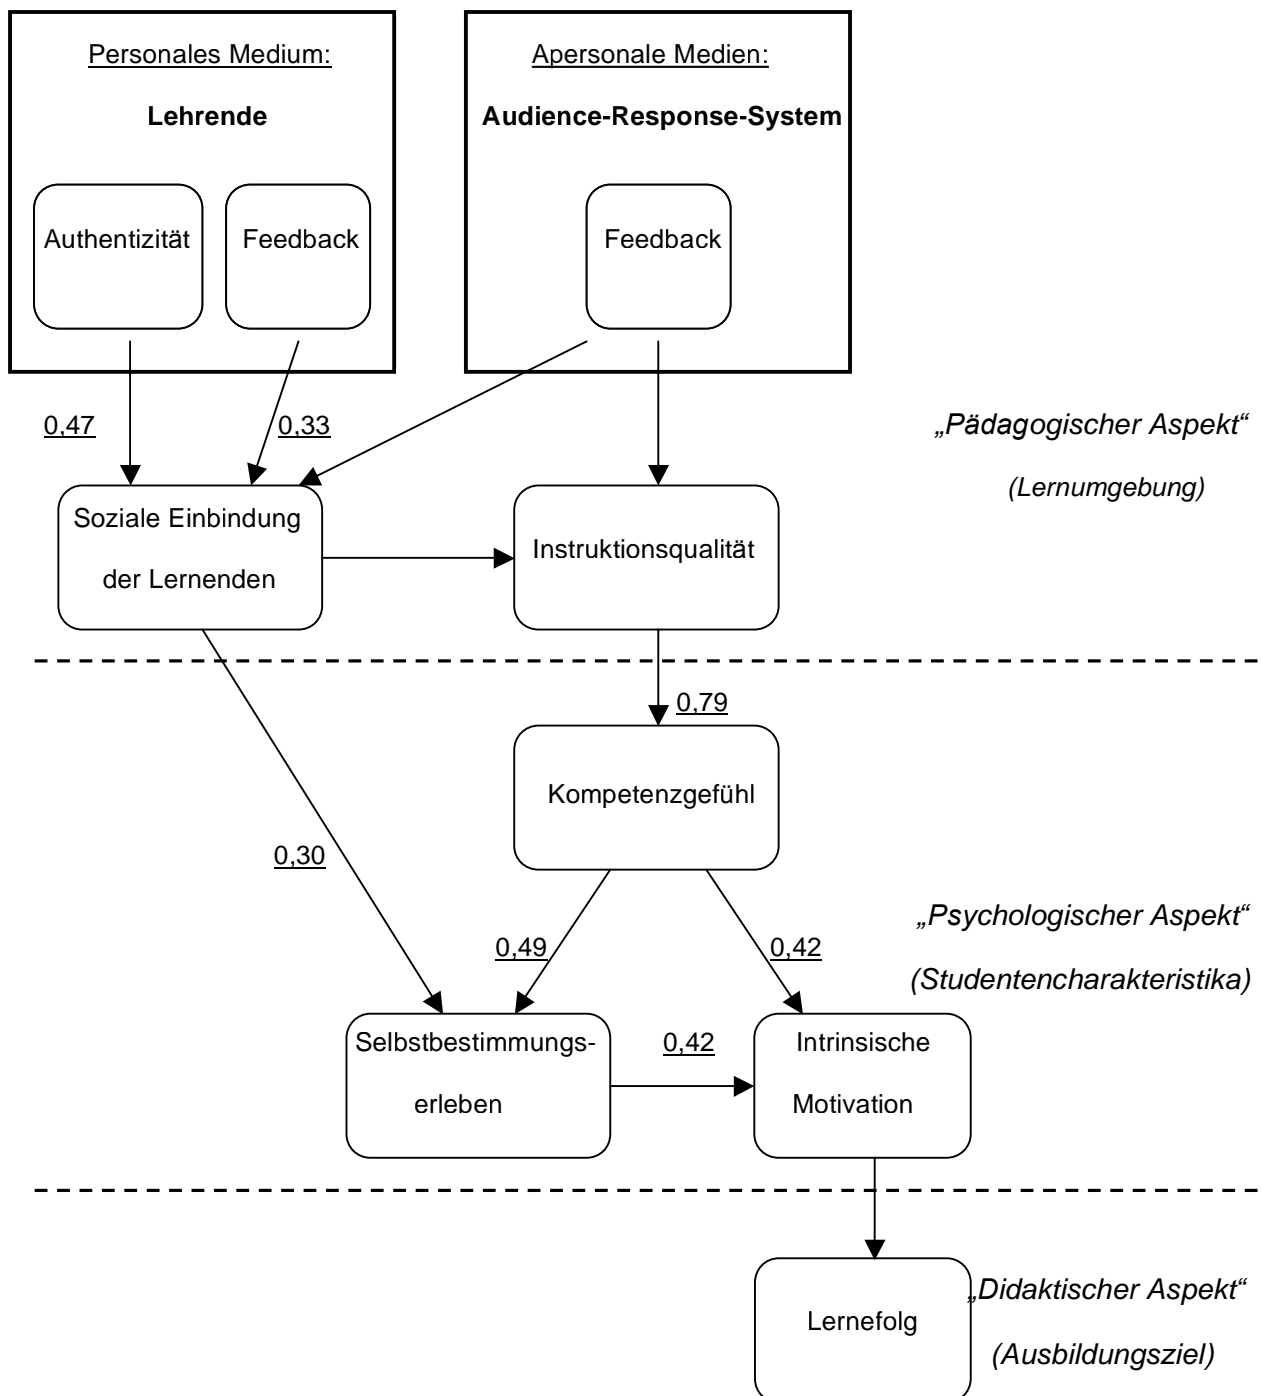 Personales Medium:
Lehrende
Authentizität
Feedback
Apersonale Medien:
Audience-Response-System
Feedback
0,47
0,33
„Pädagogischer Aspekt“
(Lernumgebung)
Soziale Einbindung
der Lernenden
Instruktionsqualität
0,79
Kompetenzgefühl
0,30
0,49
0,42
„Psychologischer Aspekt“
(Studentencharakteristika)
Selbstbestimmungs-
erleben
0,42
Intrinsische
Motivation
Lernefolg
„Didaktischer Aspekt“
(Ausbildungsziel)